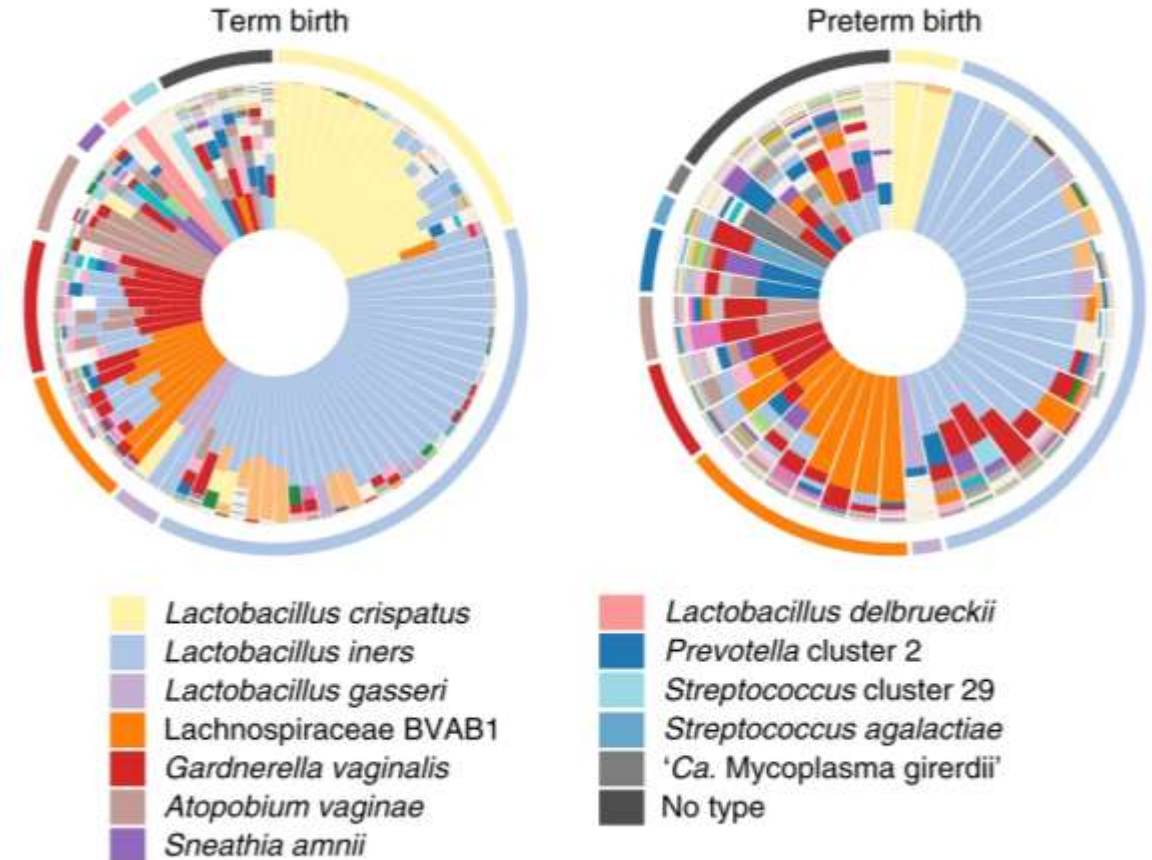 Term birth
Preterm birth
Lactobacillus crispatus
Lactobacillus iners
Lactobacillus gasseri
Lachnospiraceae BVAB1
Gardnerella vaginalis
Atopobium vaginae
Sneathia amnii
Lactobacillus delbrueckii
Prevotella cluster 2
Streptococcus cluster 29
Streptococcus agalactiae
‘Ca. Mycoplasma girerdii’
No type